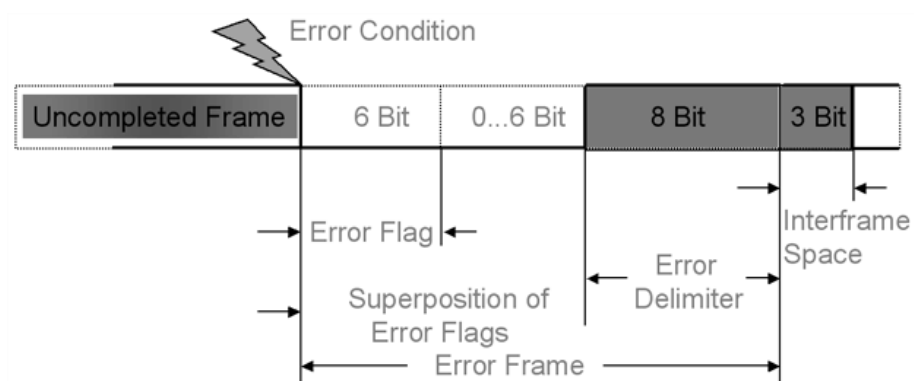 Error Condition
Uncompleted Frame 6 Bit 0...6 Bit 8 Bit 3 Bit
Error Flag
Interframe
Space
Error
Delimiter
Superposition of
Error Flags
Error Frame